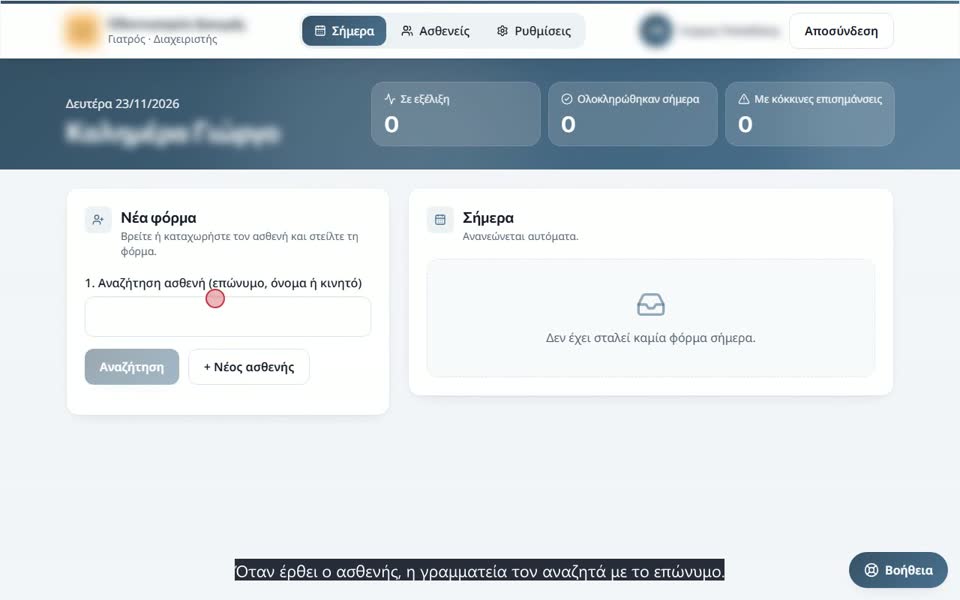 Γιατρός · Διαχειριστής
Σήμερα
Ασθενείς
Ρυθμίσεις
Αποσύνδεση
Δευτέρα 23/11/2026
Σε εξέλιξη
0
Ολοκληρώθηκαν σήμερα
0
Με κόκκινες επισημάνσεις
0
Νέα φόρμα
Βρείτε ή καταχωρήστε τον ασθενή και στείλτε τη
φόρμα.
1. Αναζήτηση ασθενή (επώνυμο, όνομα ή κινητό)
Αναζήτηση
+ Νέος ασθενής
Σήμερα
Ανανεώνεται αυτόματα.
Δεν έχει σταλεί καμία φόρμα σήμερα.
Όταν έρθει ο ασθενής, η γραμματεία τον αναζητά με το επώνυμο.
Βοήθεια